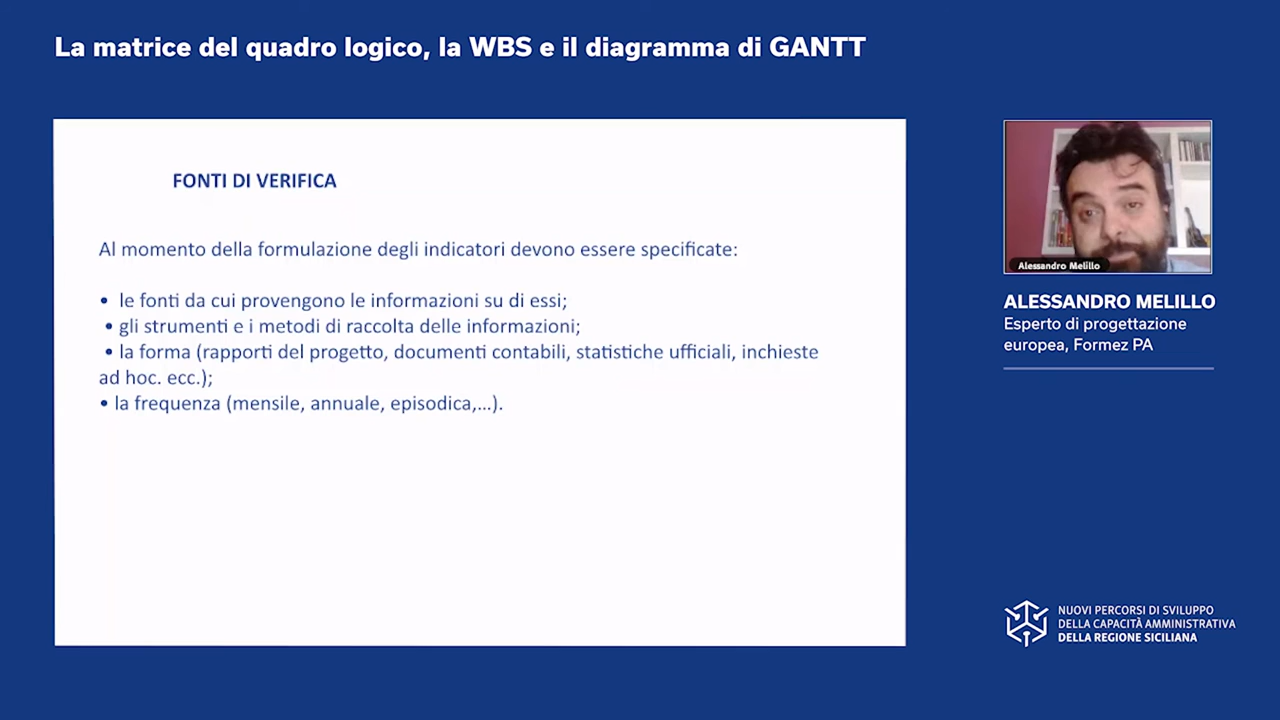 La matrice del quadro logico, la WBS e il diagramma di GANTT
FONTI DI VERIFICA
Al momento della formulazione degli indicatori devono essere specificate:
• le fonti da cui provengono le informazioni su di essi;
• gli strumenti e i metodi di raccolta delle informazioni;
• la forma (rapporti del progetto, documenti contabili, statistiche ufficiali, inchieste
ad hoc. ecc.);
• la frequenza (mensile, annuale, episodica,...).
Alessandro Melillo
ALESSANDRO MELILLO
Esperto di progettazione
europea, Formez PA
NUOVI PERCORSI DI SVILUPPO
DELLA CAPACITÀ AMMINISTRATIVA
DELLA REGIONE SICILIANA